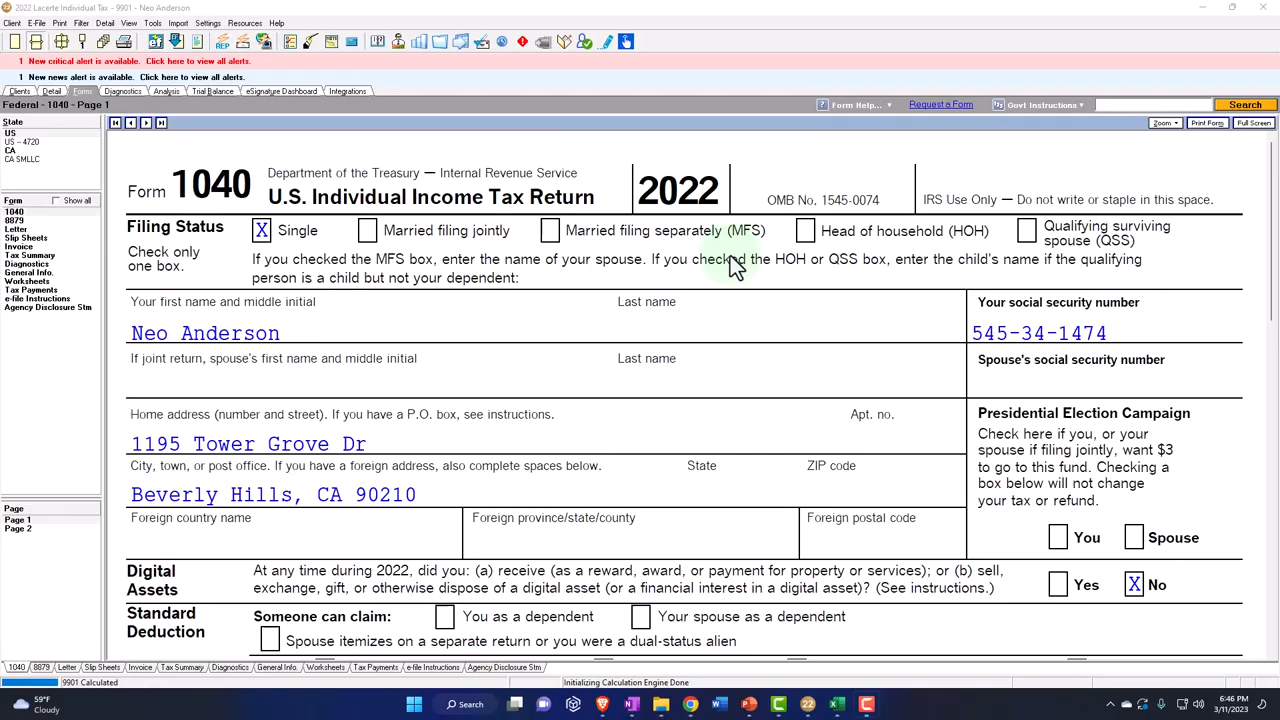 2022 Lacerte Individual Tax - 9901 - Neo Anderson
Client E-File Print Filter Detail View Tools Import Settings Resources Help
1 New critical alert is available. Click here to view all alerts.
1 New news alert is available. Click here to view all alerts.
Clients Detail Forms Diagnostics Analysis Trial Balance eSignature Dashboard Integrations
Federal - 1040 - Page 1
Form Help... Request a Form Govt Instructions Search
State
US
US - 4720
CA
CA SMLLC
Zoom Print Form Full Screen
Form Show all
1040
8879
Letter
Slip Sheets
Invoice
Tax Summary
Diagnostics
General Info.
Worksheets
Tax Payments
e-file Instructions
Agency Disclosure Stm
Page
Page 1
Page 2
Form 1040
Department of the Treasury — Internal Revenue Service
U.S. Individual Income Tax Return
2022
OMB No. 1545-0074
IRS Use Only — Do not write or staple in this space.
Filing Status
Check only
one box.
X Single Married filing jointly Married filing separately (MFS) Head of household (HOH) Qualifying surviving
spouse (QSS)
If you checked the MFS box, enter the name of your spouse. If you checked the HOH or QSS box, enter the child's name if the qualifying
person is a child but not your dependent:
Your first name and middle initial Last name Your social security number
Neo Anderson 545-34-1474
If joint return, spouse's first name and middle initial Last name Spouse's social security number
Home address (number and street). If you have a P.O. box, see instructions. Apt. no.
1195 Tower Grove Dr
City, town, or post office. If you have a foreign address, also complete spaces below. State ZIP code
Beverly Hills, CA 90210
Foreign country name Foreign province/state/county Foreign postal code
Presidential Election Campaign
Check here if you, or your
spouse if filing jointly, want $3
to go to this fund. Checking a
box below will not change
your tax or refund.
You Spouse
Digital
Assets
At any time during 2022, did you: (a) receive (as a reward, award, or payment for property or services); or (b) sell,
exchange, gift, or otherwise dispose of a digital asset (or a financial interest in a digital asset)? (See instructions.)
Yes X No
Standard
Deduction
Someone can claim: You as a dependent Your spouse as a dependent
Spouse itemizes on a separate return or you were a dual-status alien
1040 8879 Letter Slip Sheets Invoice Tax Summary Diagnostics General Info. Worksheets Tax Payments e-file Instructions Agency Disclosure Stm
9901 Calculated Initializing Calculation Engine Done
59°F
Cloudy
Search
6:46 PM
3/11/2023